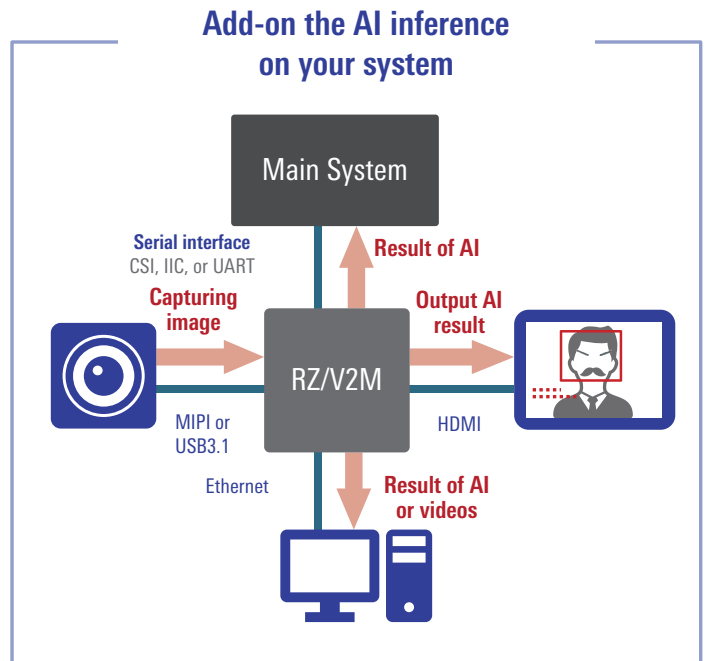 Add-on the AI inference
on your system
Main System
Serial interface
CSI, IIC, or UART
Result of AI
Capturing
image
Output AI
result
RZ/V2M
MIPI or
USB3.1
HDMI
Ethernet
Result of AI
or videos